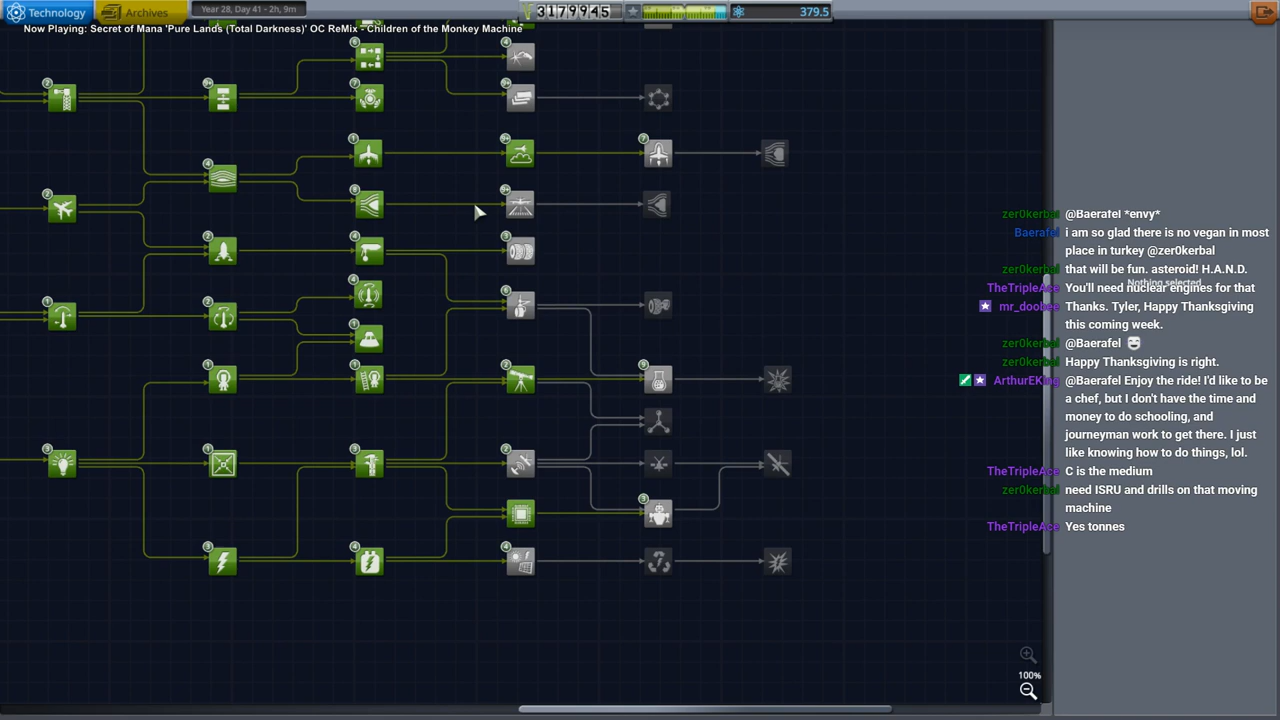 Technology
Archives
Year 28, Day 41 - 2h, 9m
3179945
379.5
Now Playing: Secret of Mana 'Pure Lands (Total Darkness)' OC ReMix - Children of the Monkey Machine
zer0kerbal @Baerafel *envy*
Baerafel i am so glad there is no vegan in most
place in turkey @zer0kerbal
zer0kerbal that will be fun. asteroid! H.A.N.D.
Nothing selected
TheTripleAce You'll need nuclear engines for that
mr_doobee Thanks. Tyler, Happy Thanksgiving
this coming week.
zer0kerbal @Baerafel
zer0kerbal Happy Thanksgiving is right.
ArthurEKing @Baerafel Enjoy the ride! I'd like to be
a chef, but I don't have the time and
money to do schooling, and
journeyman work to get there. I just
like knowing how to do things, lol.
TheTripleAce C is the medium
zer0kerbal need ISRU and drills on that moving
machine
TheTripleAce Yes tonnes
100%